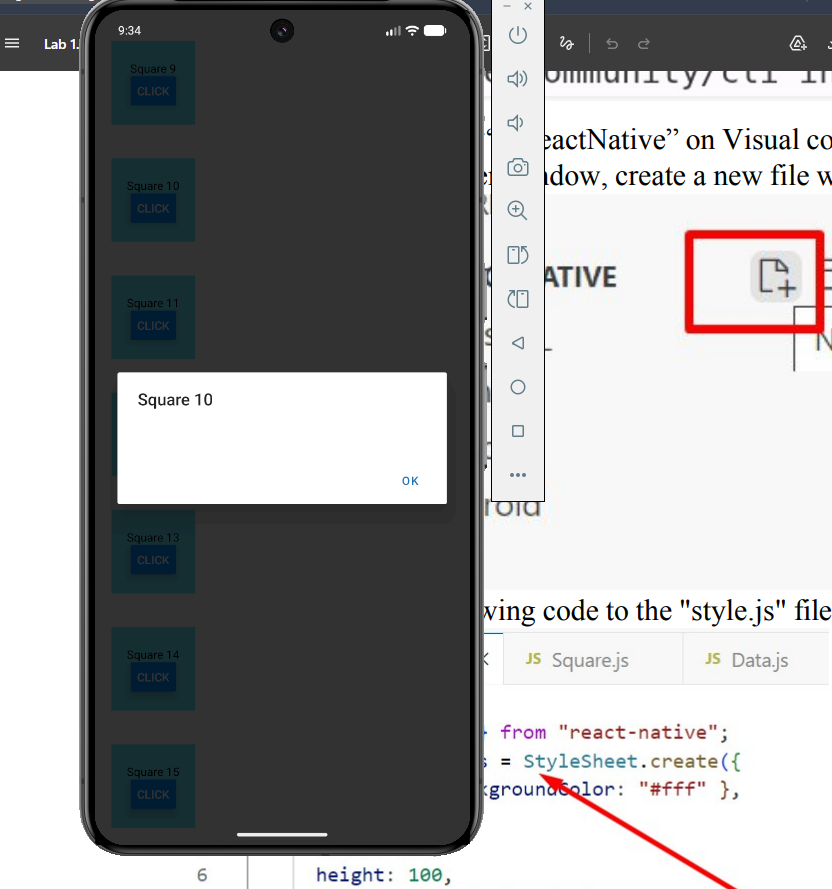 Lab 1.
9:34
Square 9
CLICK
Square 10
CLICK
Square 11
CLICK
Square 10
OK
Square 13
CLICK
Square 14
CLICK
Square 15
CLICK
ommunity/cli in
eactNative” on Visual co
ndow, create a new file w
ATIVE
N
roid
wing code to the "style.js" file
JS Square.js
JS Data.js
from "react-native";
s = StyleSheet.create({
kgroundColor: "#fff" },
6
height: 100,